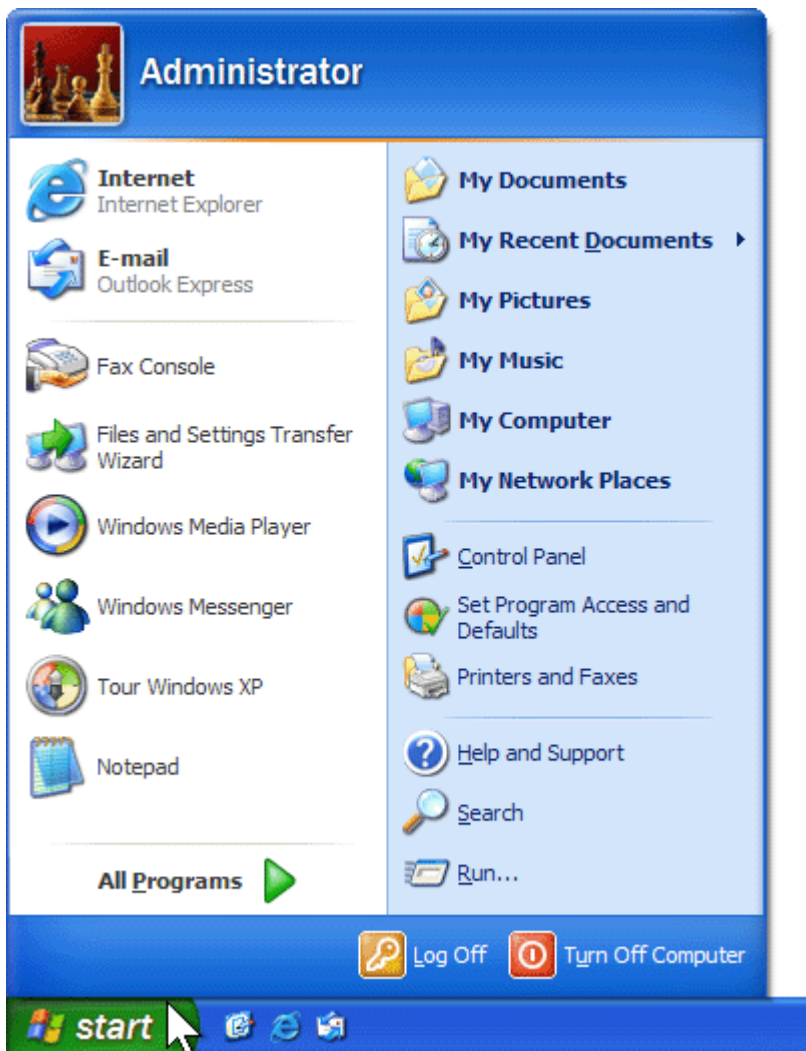 Administrator
Internet
Internet Explorer
E-mail
Outlook Express
Fax Console
Files and Settings Transfer
Wizard
Windows Media Player
Windows Messenger
Tour Windows XP
Notepad
All Programs
My Documents
My Recent Documents
My Pictures
My Music
My Computer
My Network Places
Control Panel
Set Program Access and
Defaults
Printers and Faxes
Help and Support
Search
Run...
Log Off
Turn Off Computer
start